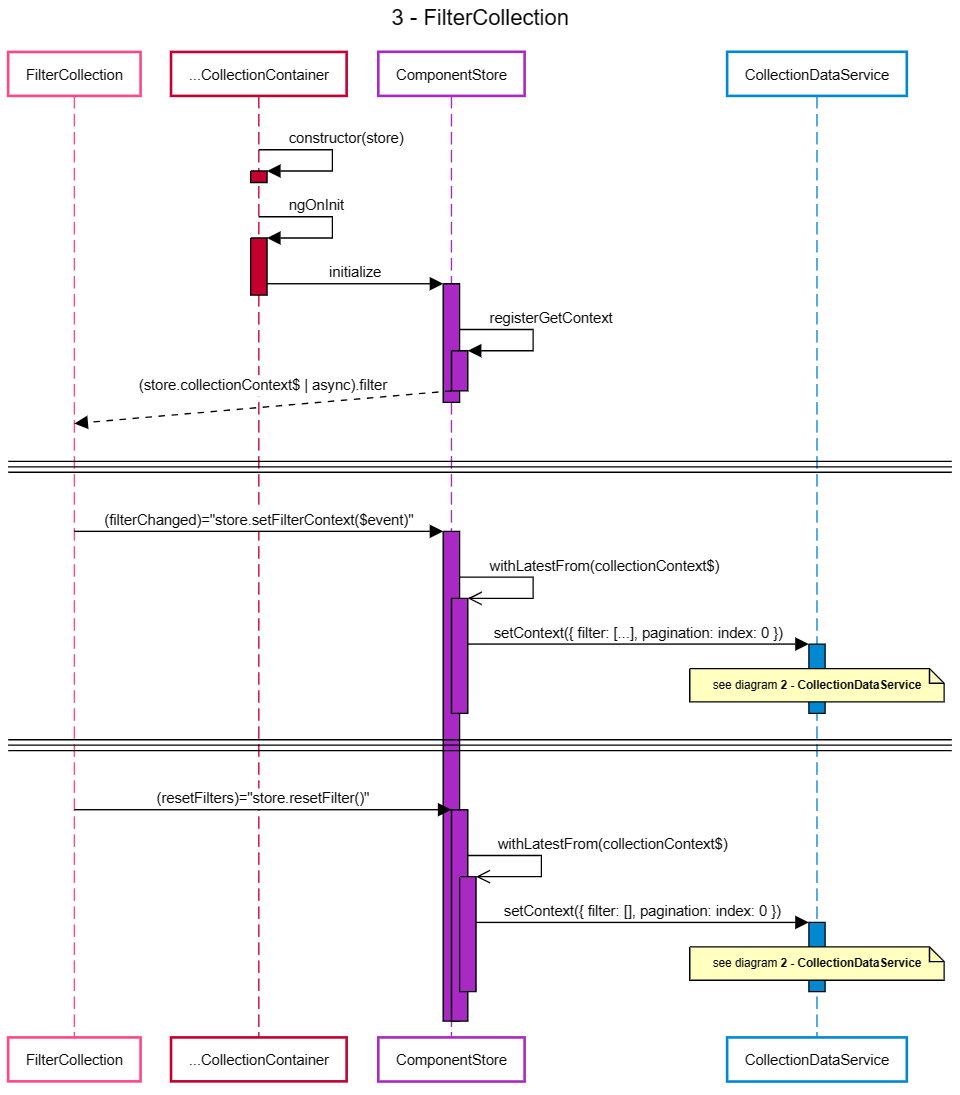 3 - FilterCollection
FilterCollection
...CollectionContainer
ComponentStore
CollectionDataService
constructor(store)
ngOnInit
initialize
registerGetContext
(store.collectionContext$ | async).filter
(filterChanged)="store.setFilterContext($event)"
withLatestFrom(collectionContext$)
setContext({ filter: [...], pagination: index: 0 })
see diagram 2 - CollectionDataService
(resetFilters)="store.resetFilter()"
withLatestFrom(collectionContext$)
setContext({ filter: [], pagination: index: 0 })
see diagram 2 - CollectionDataService
FilterCollection
...CollectionContainer
ComponentStore
CollectionDataService